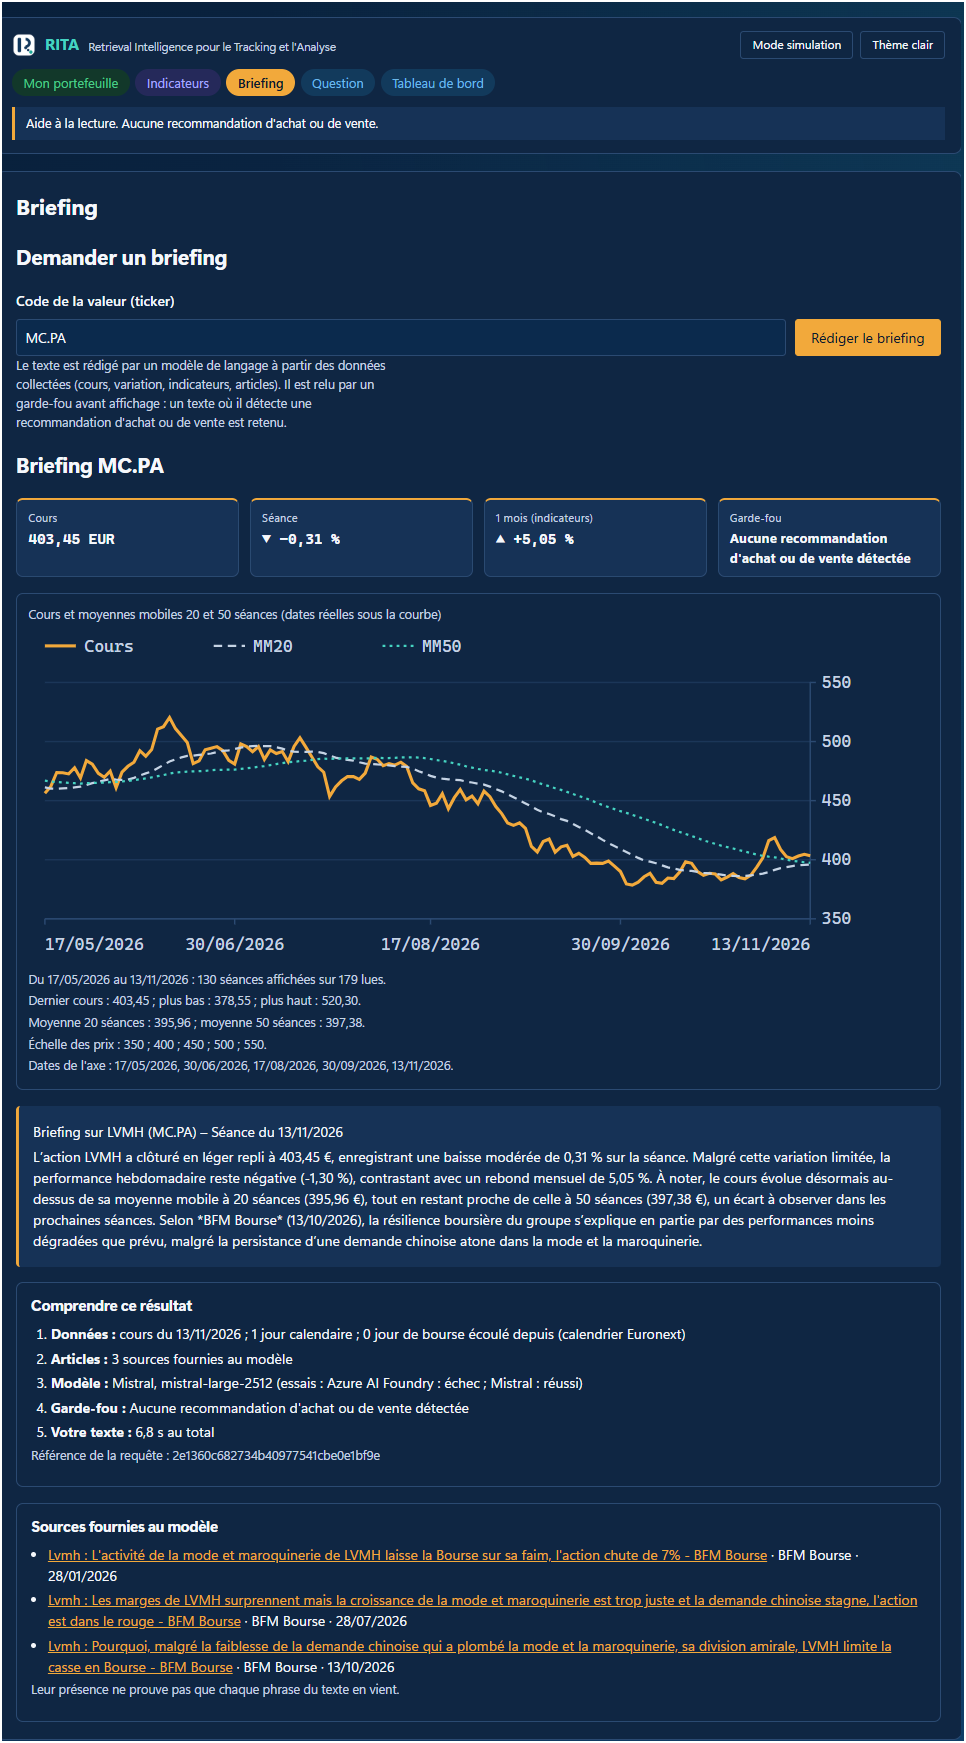 RITA Retrieval Intelligence pour le Tracking et l'Analyse
Mode simulation
Thème clair
Mon portefeuille
Indicateurs
Briefing
Question
Tableau de bord
Aide à la lecture. Aucune recommandation d'achat ou de vente.
Briefing
Demander un briefing
Code de la valeur (ticker)
MC.PA
Rédiger le briefing
Le texte est rédigé par un modèle de langage à partir des données
collectées (cours, variation, indicateurs, articles). Il est relu par un
garde-fou avant affichage : un texte où il détecte une
recommandation d'achat ou de vente est retenu.
Briefing MC.PA
Cours
403,45 EUR
Séance
▼ −0,31 %
1 mois (indicateurs)
▲ +5,05 %
Garde-fou
Aucune recommandation
d'achat ou de vente détectée
Cours et moyennes mobiles 20 et 50 séances (dates réelles sous la courbe)
Cours
MM20
MM50
550
500
450
400
350
17/05/2026
30/06/2026
17/08/2026
30/09/2026
13/11/2026
Du 17/05/2026 au 13/11/2026 : 130 séances affichées sur 179 lues.
Dernier cours : 403,45 ; plus bas : 378,55 ; plus haut : 520,30.
Moyenne 20 séances : 395,96 ; moyenne 50 séances : 397,38.
Échelle des prix : 350 ; 400 ; 450 ; 500 ; 550.
Dates de l'axe : 17/05/2026, 30/06/2026, 17/08/2026, 30/09/2026, 13/11/2026.
Briefing sur LVMH (MC.PA) – Séance du 13/11/2026
L’action LVMH a clôturé en léger repli à 403,45 €, enregistrant une baisse modérée de 0,31 % sur la séance. Malgré cette variation limitée, la
performance hebdomadaire reste négative (-1,30 %), contrastant avec un rebond mensuel de 5,05 %. À noter, le cours évolue désormais au-
dessus de sa moyenne mobile à 20 séances (395,96 €), tout en restant proche de celle à 50 séances (397,38 €), un écart à observer dans les
prochaines séances. Selon *BFM Bourse* (13/10/2026), la résilience boursière du groupe s’explique en partie par des performances moins
dégradées que prévu, malgré la persistance d’une demande chinoise atone dans la mode et la maroquinerie.
Comprendre ce résultat
1. Données : cours du 13/11/2026 ; 1 jour calendaire ; 0 jour de bourse écoulé depuis (calendrier Euronext)
2. Articles : 3 sources fournies au modèle
3. Modèle : Mistral, mistral-large-2512 (essais : Azure AI Foundry : échec ; Mistral : réussi)
4. Garde-fou : Aucune recommandation d'achat ou de vente détectée
5. Votre texte : 6,8 s au total
Référence de la requête : 2e1360c682734b40977541cbe0e1bf9e
Sources fournies au modèle
• Lvmh : L'activité de la mode et maroquinerie de LVMH laisse la Bourse sur sa faim, l'action chute de 7% - BFM Bourse · BFM Bourse ·
28/01/2026
• Lvmh : Les marges de LVMH surprennent mais la croissance de la mode et maroquinerie est trop juste et la demande chinoise stagne, l'action
est dans le rouge - BFM Bourse · BFM Bourse · 28/07/2026
• Lvmh : Pourquoi, malgré la faiblesse de la demande chinoise qui a plombé la mode et la maroquinerie, sa division amirale, LVMH limite la
casse en Bourse - BFM Bourse · BFM Bourse · 13/10/2026
Leur présence ne prouve pas que chaque phrase du texte en vient.